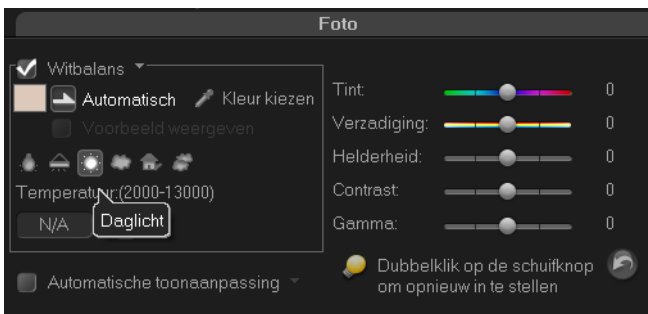 Foto
Witbalans
Automatisch Kleur kiezen
Voorbeeld weergeven
Temperatuur:(2000-13000)
N/A Daglicht
Automatische toonaanpassing
Tint: 0
Verzadiging: 0
Helderheid: 0
Contrast: 0
Gamma: 0
Dubbelklik op de schuifknop
om opnieuw in te stellen